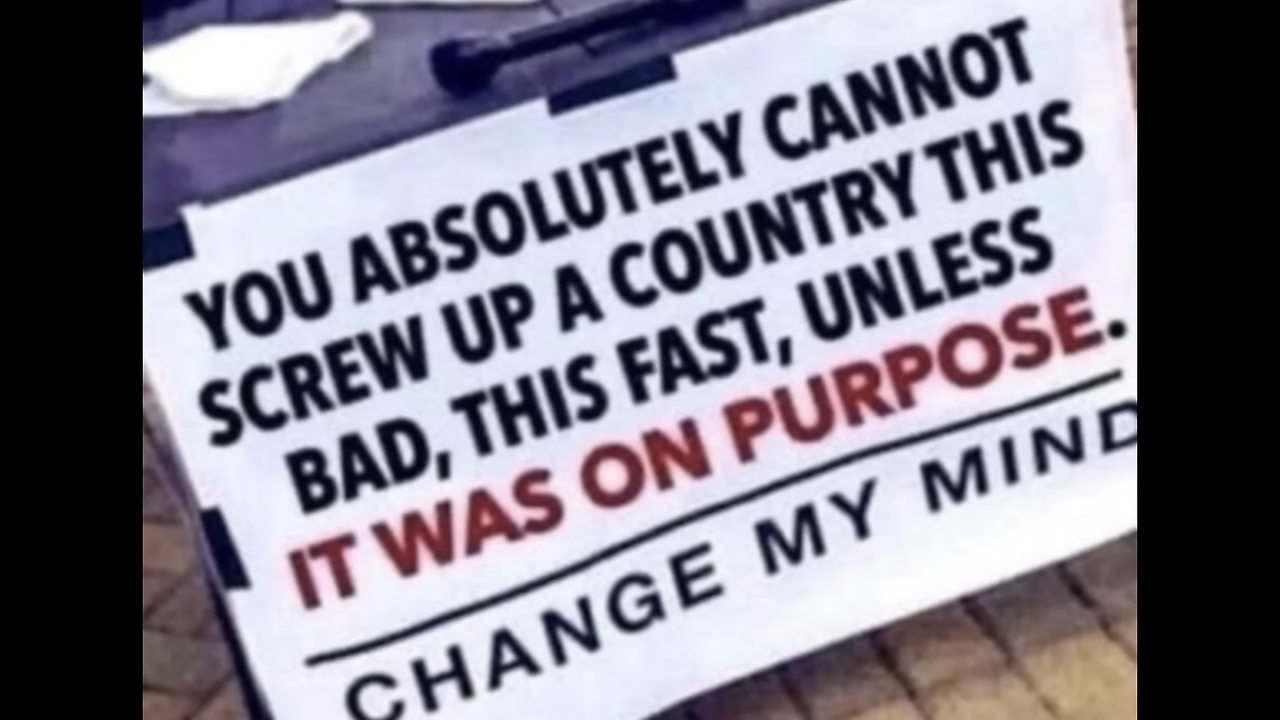 YOU ABSOLUTELY CANNOT
SCREW UP A COUNTRY THIS
BAD, THIS FAST, UNLESS
IT WAS ON PURPOSE.
CHANGE MY MIND